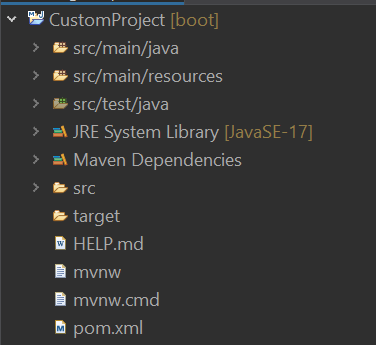 CustomProject [boot]
src/main/java
src/main/resources
src/test/java
JRE System Library [JavaSE-17]
Maven Dependencies
src
target
HELP.md
mvnw
mvnw.cmd
pom.xml